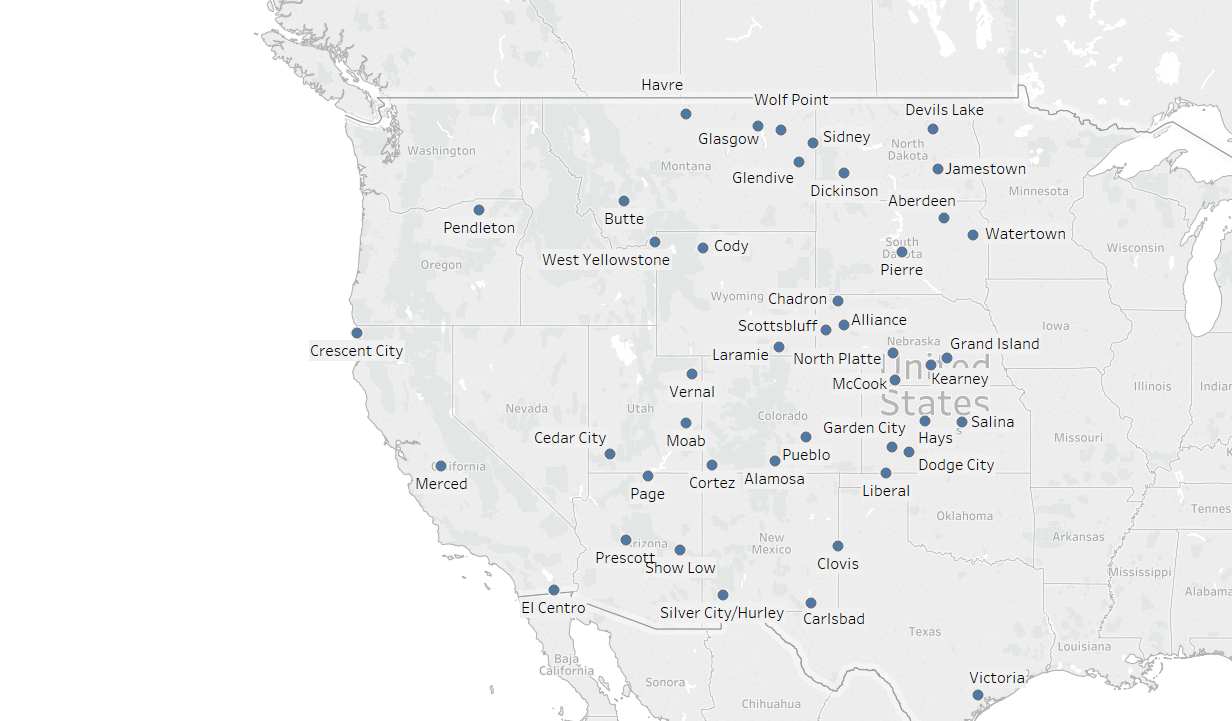 Havre
Wolf Point
Devils Lake
Glasgow
Sidney
Washington
North
Dakota
Montana
Glendive
Jamestown
Dickinson
Minnesota
Aberdeen
Butte
Pendleton
Watertown
South
Dakota
Cody
Wisconsin
West Yellowstone
Oregon
Pierre
Wyoming
Chadron
Alliance
Scottsbluff
Iowa
Nebraska
Grand Island
Crescent City
Laramie
North Platte
United
States
Kearney
McCook
Vernal
Illinois
Indian
Nevada
Utah
Colorado
Salina
Garden City
Hays
Cedar City
Moab
Missouri
Pueblo
California
Dodge City
Merced
Cortez
Alamosa
Page
Liberal
Oklahoma
Tennes
Arkansas
New
Mexico
Arizona
Prescott
Show Low
Clovis
Mississippi
Alabama
El Centro
Silver City/Hurley
Carlsbad
Texas
Louisiana
Baja
California
Sonora
Victoria
Chihuahua